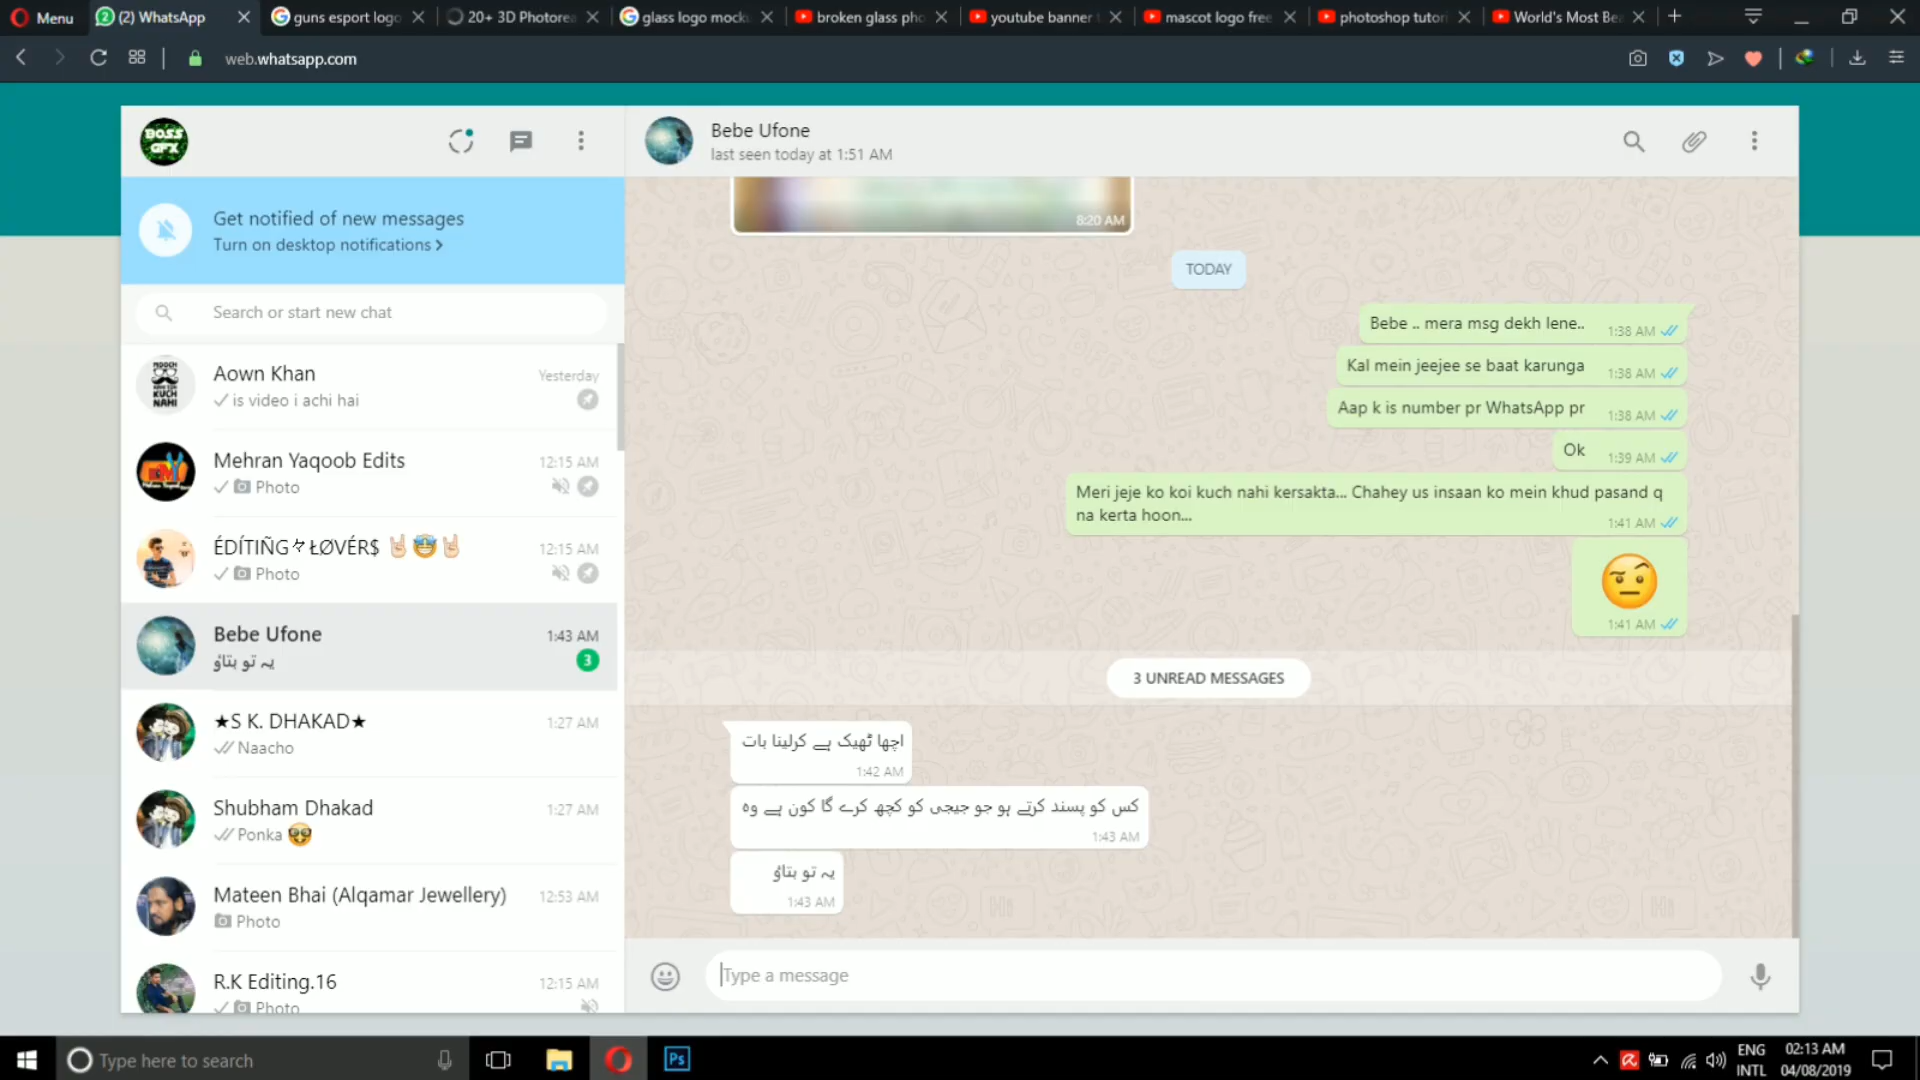 Menu
(2) WhatsApp
guns esport logo
20+ 3D Photorea
glass logo mocku
broken glass pho
youtube banner t
mascot logo free
photoshop tutori
World's Most Be
web.whatsapp.com
BOSS
GFX
Bebe Ufone
last seen today at 1:51 AM
Get notified of new messages
Turn on desktop notifications >
Search or start new chat
Aown Khan
Yesterday
is video i achi hai
MOOCH
NAHI TOH
KUCH
NAHI
Mehran Yaqoob Edits
12:15 AM
Photo
ÉDÍTIÑG⚡ŁØVÉR$ 🤘🏻🤩🤘🏻
12:15 AM
Photo
Bebe Ufone
1:43 AM
یہ تو بتاؤ
3
★S K. DHAKAD★
1:27 AM
Naacho
Shubham Dhakad
1:27 AM
Ponka 🤓
Mateen Bhai (Alqamar Jewellery)
12:53 AM
Photo
R.K Editing.16
12:15 AM
Photo
8:20 AM
TODAY
Bebe .. mera msg dekh lene..
1:38 AM
Kal mein jeejee se baat karunga
1:38 AM
Aap k is number pr WhatsApp pr
1:38 AM
Ok
1:39 AM
Meri jeje ko koi kuch nahi kersakta... Chahey us insaan ko mein khud pasand q
na kerta hoon...
1:41 AM
🤨
1:41 AM
3 UNREAD MESSAGES
اچھا ٹھیک ہے کرلینا بات
1:42 AM
کس کو پسند کرتے ہو جو جیجی کو کچھ کرے گا کون ہے وہ
1:43 AM
یہ تو بتاؤ
1:43 AM
Type a message
Type here to search
Ps
ENG
INTL
02:13 AM
04/08/2019